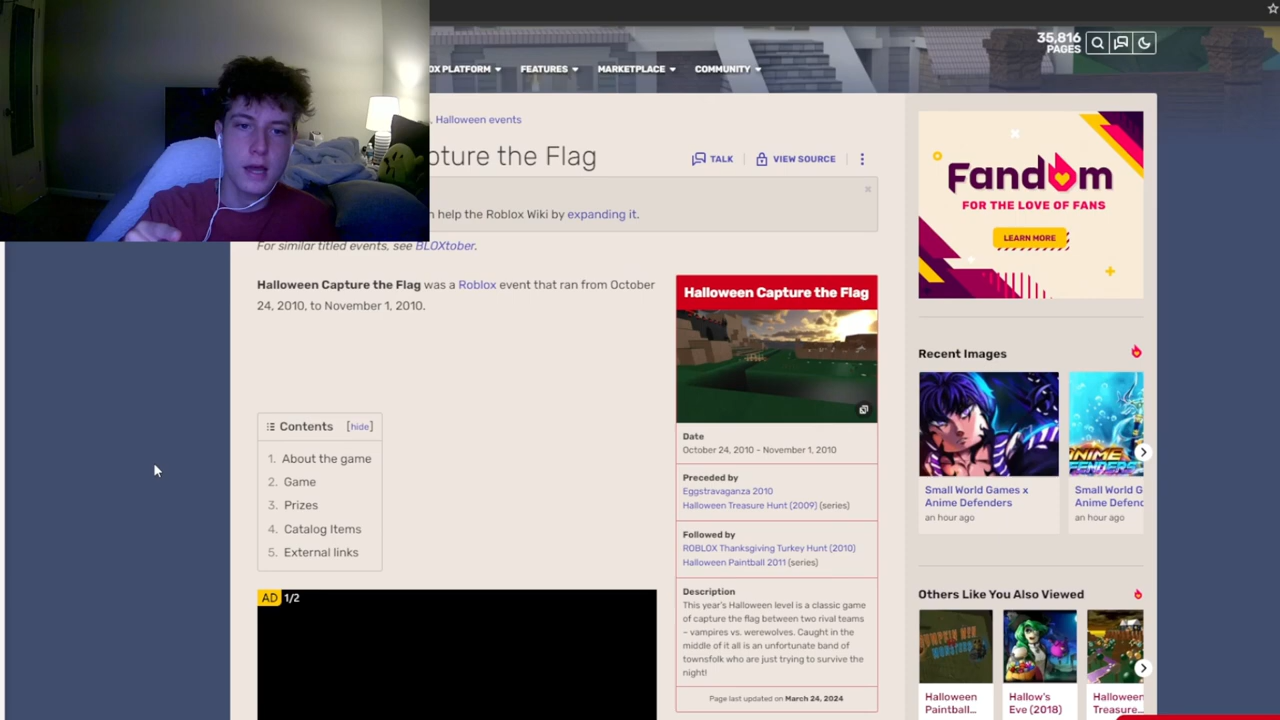 35,816
PAGES
OX PLATFORM
FEATURES
MARKETPLACE
COMMUNITY
Halloween events
pture the Flag
TALK
VIEW SOURCE
help the Roblox Wiki by expanding it.
For similar titled events, see BLOXtober.
Halloween Capture the Flag was a Roblox event that ran from October
24, 2010, to November 1, 2010.
Contents [hide]
1. About the game
2. Game
3. Prizes
4. Catalog Items
5. External links
AD 1/2
Halloween Capture the Flag
Date
October 24, 2010 - November 1, 2010
Preceded by
Eggstravaganza 2010
Halloween Treasure Hunt (2009) (series)
Followed by
ROBLOX Thanksgiving Turkey Hunt (2010)
Halloween Paintball 2011 (series)
Description
This year's Halloween level is a classic game
of capture the flag between two rival teams
– vampires vs. werewolves. Caught in the
middle of it all is an unfortunate band of
townsfolk who are just trying to survive the
night!
Page last updated on March 24, 2024
Fandom
FOR THE LOVE OF FANS
LEARN MORE
Recent Images
ANIME
EFENDERS
Small World Games x
Anime Defenders
an hour ago
Small World G
Anime Defend
an hour ago
Others Like You Also Viewed
Halloween
Paintball...
Hallow's
Eve (2018)
Halloween
Treasure...